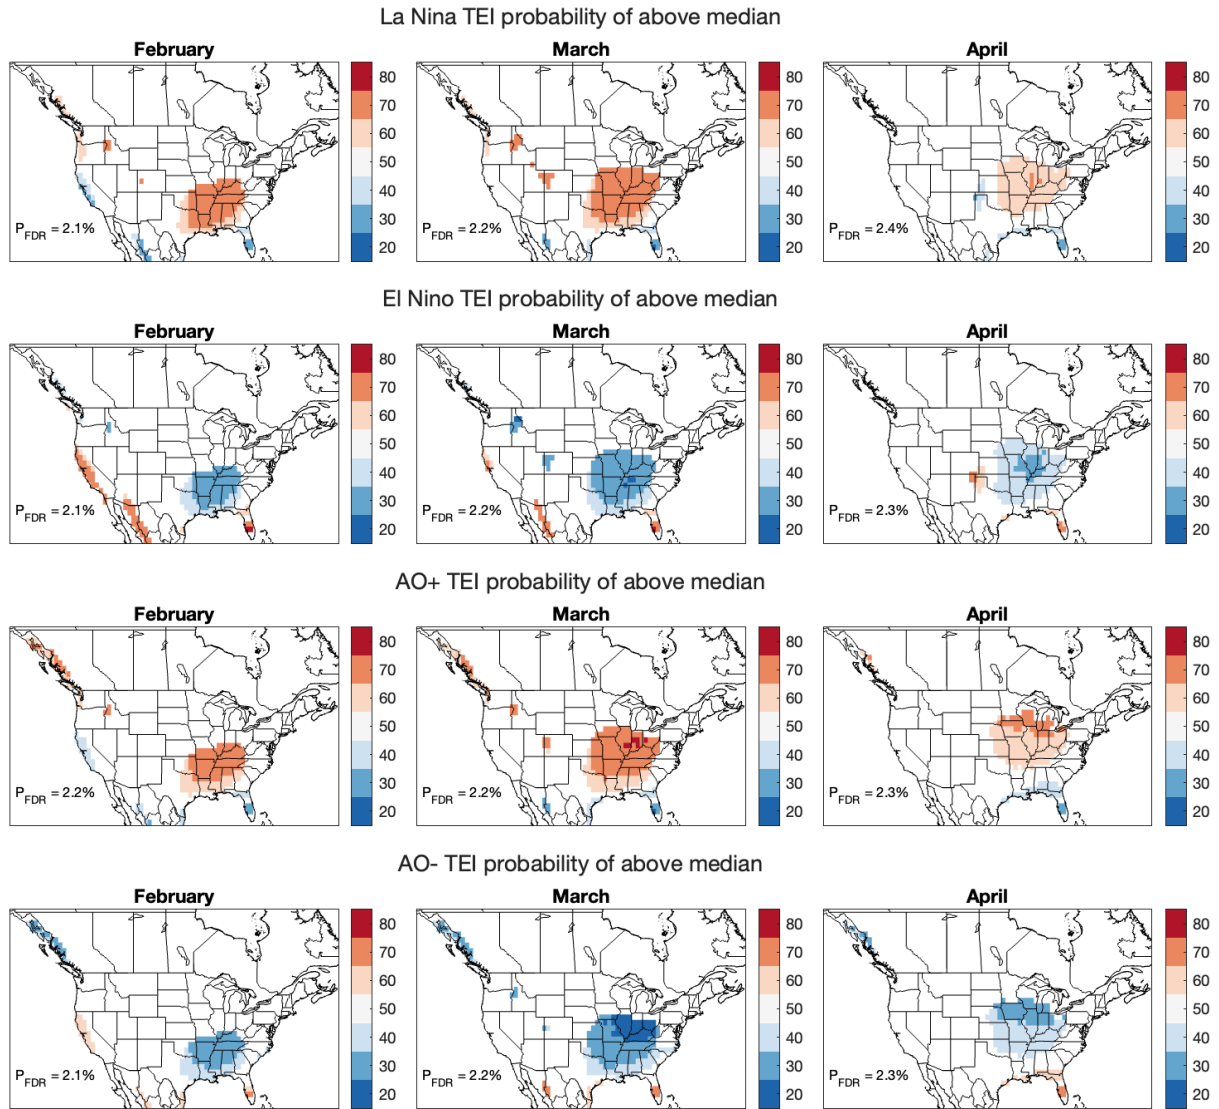 La Nina TEI probability of above median
February March April
80 80 80
70 70 70
60 60 60
50 50 50
40 40 40
30 30 30
20 20 20
PFDR = 2.1% PFDR = 2.2% PFDR = 2.4%
El Nino TEI probability of above median
February March April
80 80 80
70 70 70
60 60 60
50 50 50
40 40 40
30 30 30
20 20 20
PFDR = 2.1% PFDR = 2.2% PFDR = 2.3%
AO+ TEI probability of above median
February March April
80 80 80
70 70 70
60 60 60
50 50 50
40 40 40
30 30 30
20 20 20
PFDR = 2.2% PFDR = 2.2% PFDR = 2.3%
AO- TEI probability of above median
February March April
80 80 80
70 70 70
60 60 60
50 50 50
40 40 40
30 30 30
20 20 20
PFDR = 2.1% PFDR = 2.2% PFDR = 2.3%